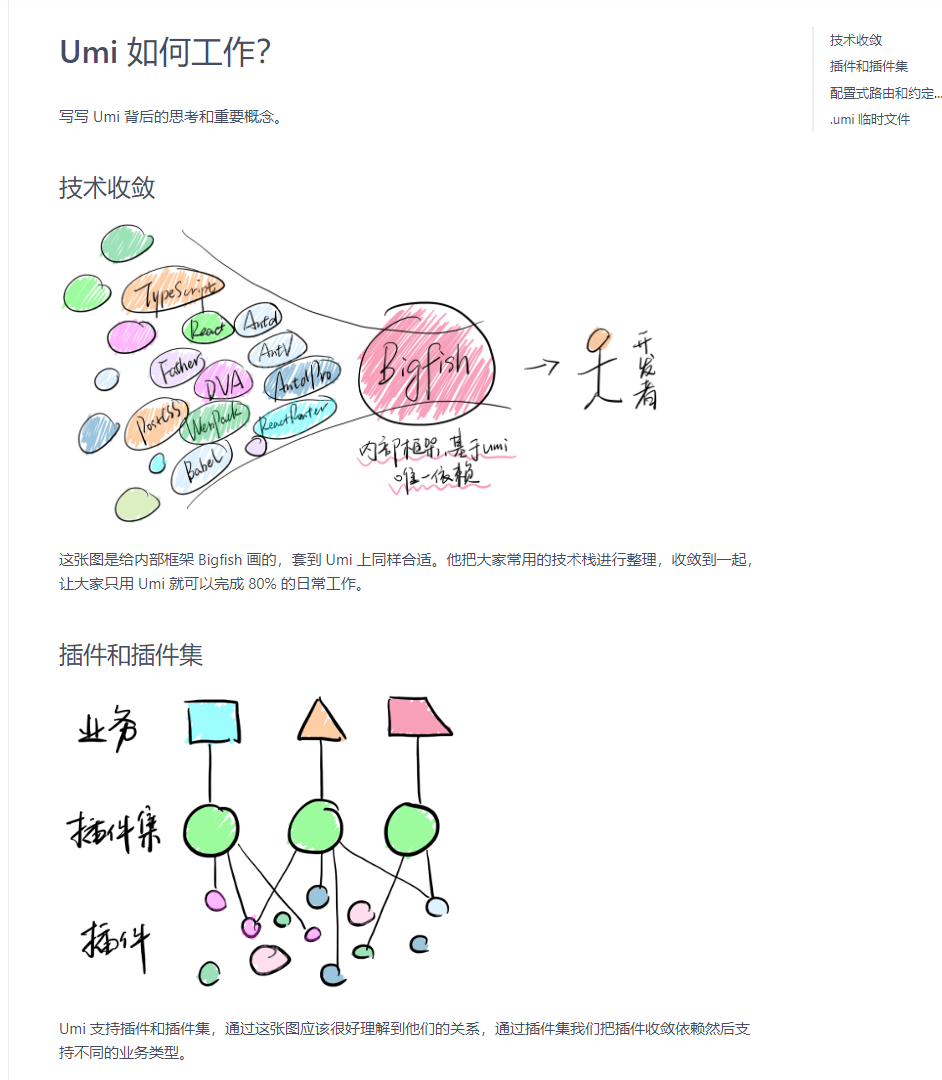 Umi 如何工作？
写写 Umi 背后的思考和重要概念。
技术收敛
插件和插件集
配置式路由和约定...
.umi 临时文件
技术收敛
TypeScript
React
Antd
AntV
Father
DVA
AntdPro
PostCSS
WebPack
ReactRouter
Babel
Bigfish
内部框架,基于umi
唯一依赖
开发者
这张图是给内部框架 Bigfish 画的，套到 Umi 上同样合适。他把大家常用的技术栈进行整理，收敛到一起，
让大家只用 Umi 就可以完成 80% 的日常工作。
插件和插件集
业务
插件集
插件
Umi 支持插件和插件集，通过这张图应该很好理解到他们的关系，通过插件集我们把插件收敛依赖然后支
持不同的业务类型。